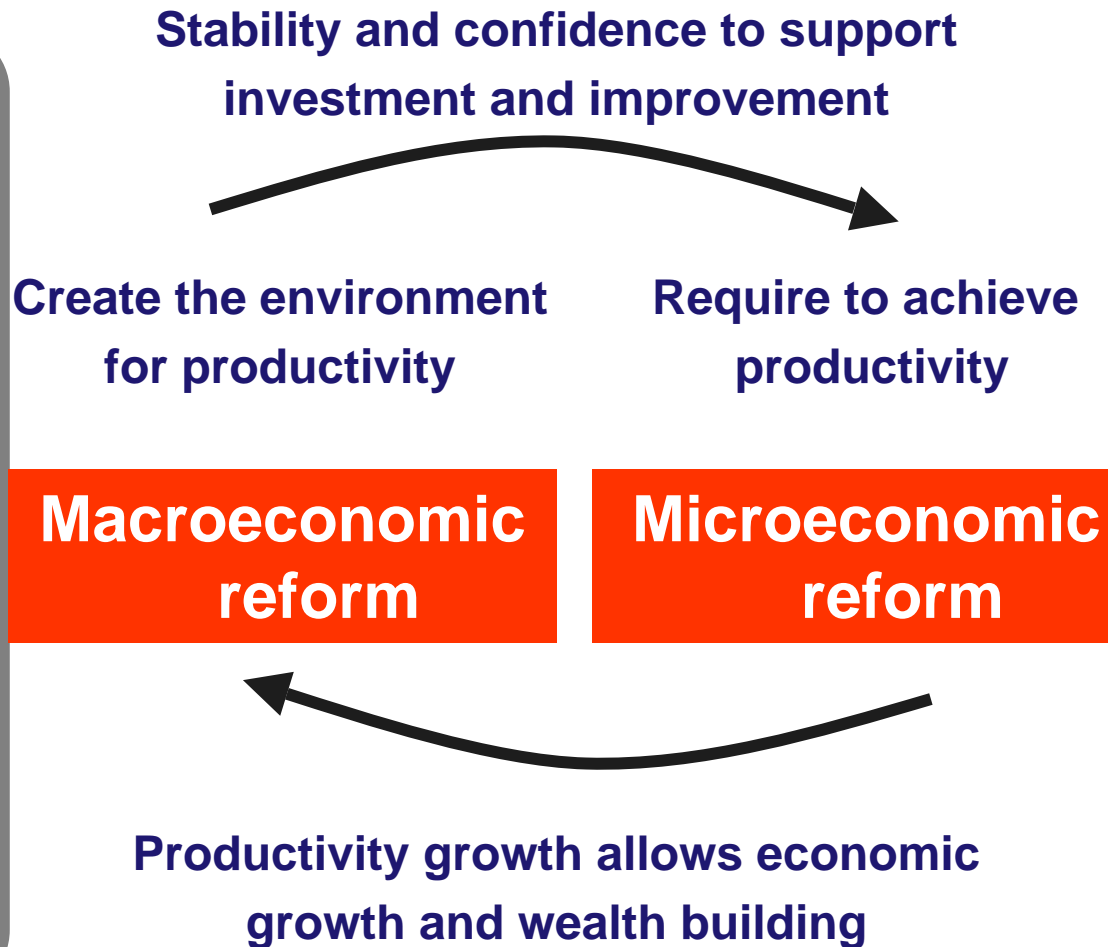 Stability and confidence to support
investment and improvement
Create the environment
for productivity
Require to achieve
productivity
Macroeconomic
reform
Microeconomic
reform
Productivity growth allows economic
growth and wealth building